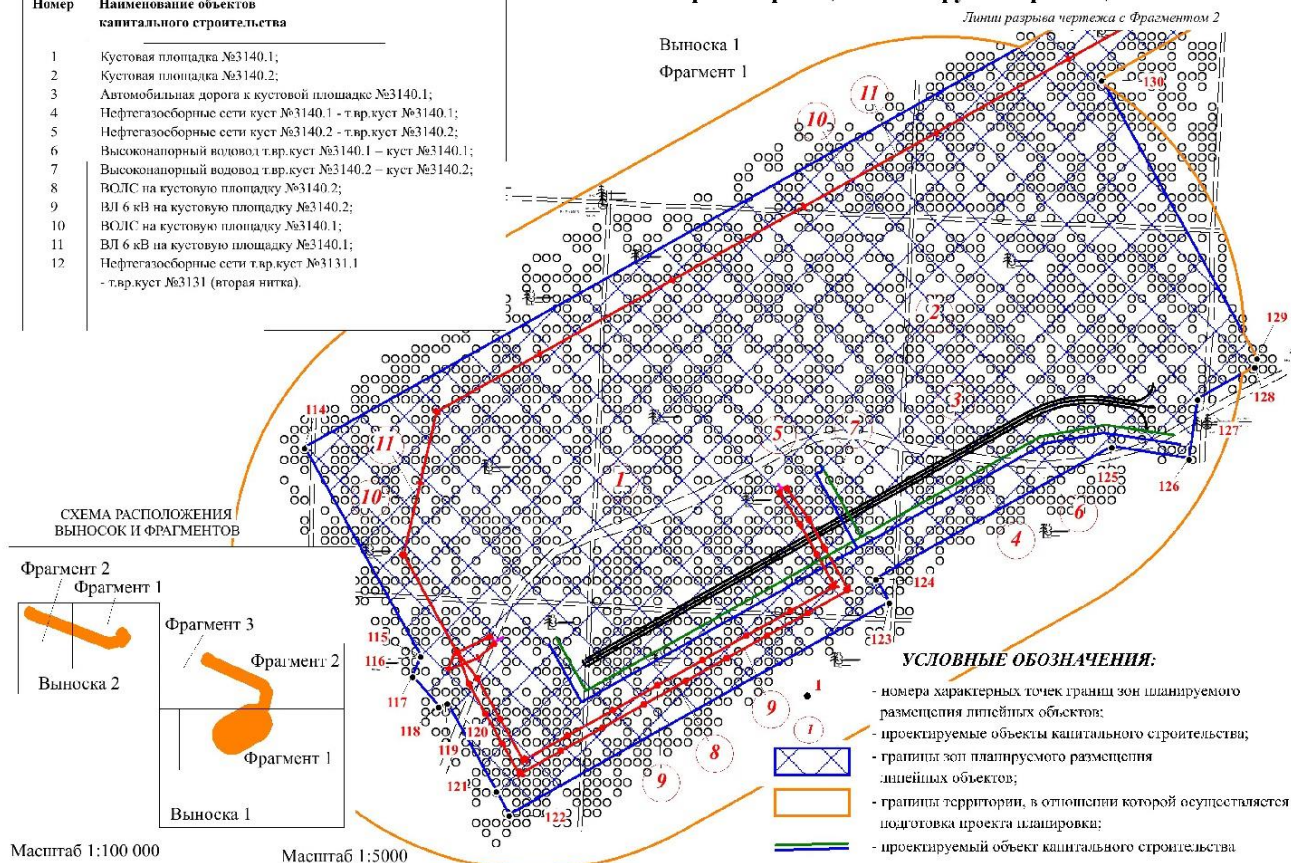 Номер Наименование объектов
капитального строительства
1 Кустовая площадка №3140.1;
2 Кустовая площадка №3140.2;
3 Автомобильная дорога к кустовой площадке №3140.1;
4 Нефтегазосборные сети куст №3140.1 - т.вр.куст №3140.1;
5 Нефтегазосборные сети куст №3140.2 - т.вр.куст №3140.2;
6 Высоконапорный водовод т.вр.куст №3140.1 – куст №3140.1;
7 Высоконапорный водовод т.вр.куст №3140.2 – куст №3140.2;
8 ВОЛС на кустовую площадку №3140.2;
9 ВЛ 6 кВ на кустовую площадку №3140.2;
10 ВОЛС на кустовую площадку №3140.1;
11 ВЛ 6 кВ на кустовую площадку №3140.1;
12 Нефтегазосборные сети т.вр.куст №3131.1
- т.вр.куст №3131 (вторая нитка).
Линии разрыва чертежа с Фрагментом 2
Выноска 1
Фрагмент 1
130
11
10
2
129
128
3
127
114
11
5
7
125
126
10
1
6
4
124
123
115
116
117
118
119
120
121
122
9
8
9
СХЕМА РАСПОЛОЖЕНИЯ
ВЫНОСОК И ФРАГМЕНТОВ
Фрагмент 2
Фрагмент 1
Выноска 2
Фрагмент 3
Фрагмент 2
Фрагмент 1
Выноска 1
Масштаб 1:100 000
Масштаб 1:5000
УСЛОВНЫЕ ОБОЗНАЧЕНИЯ:
1 - номера характерных точек границ зон планируемого
размещения линейных объектов;
1 - проектируемые объекты капитального строительства;
- границы зон планируемого размещения
линейных объектов;
- границы территории, в отношении которой осуществляется
подготовка проекта планировки;
- проектируемый объект капитального строительства